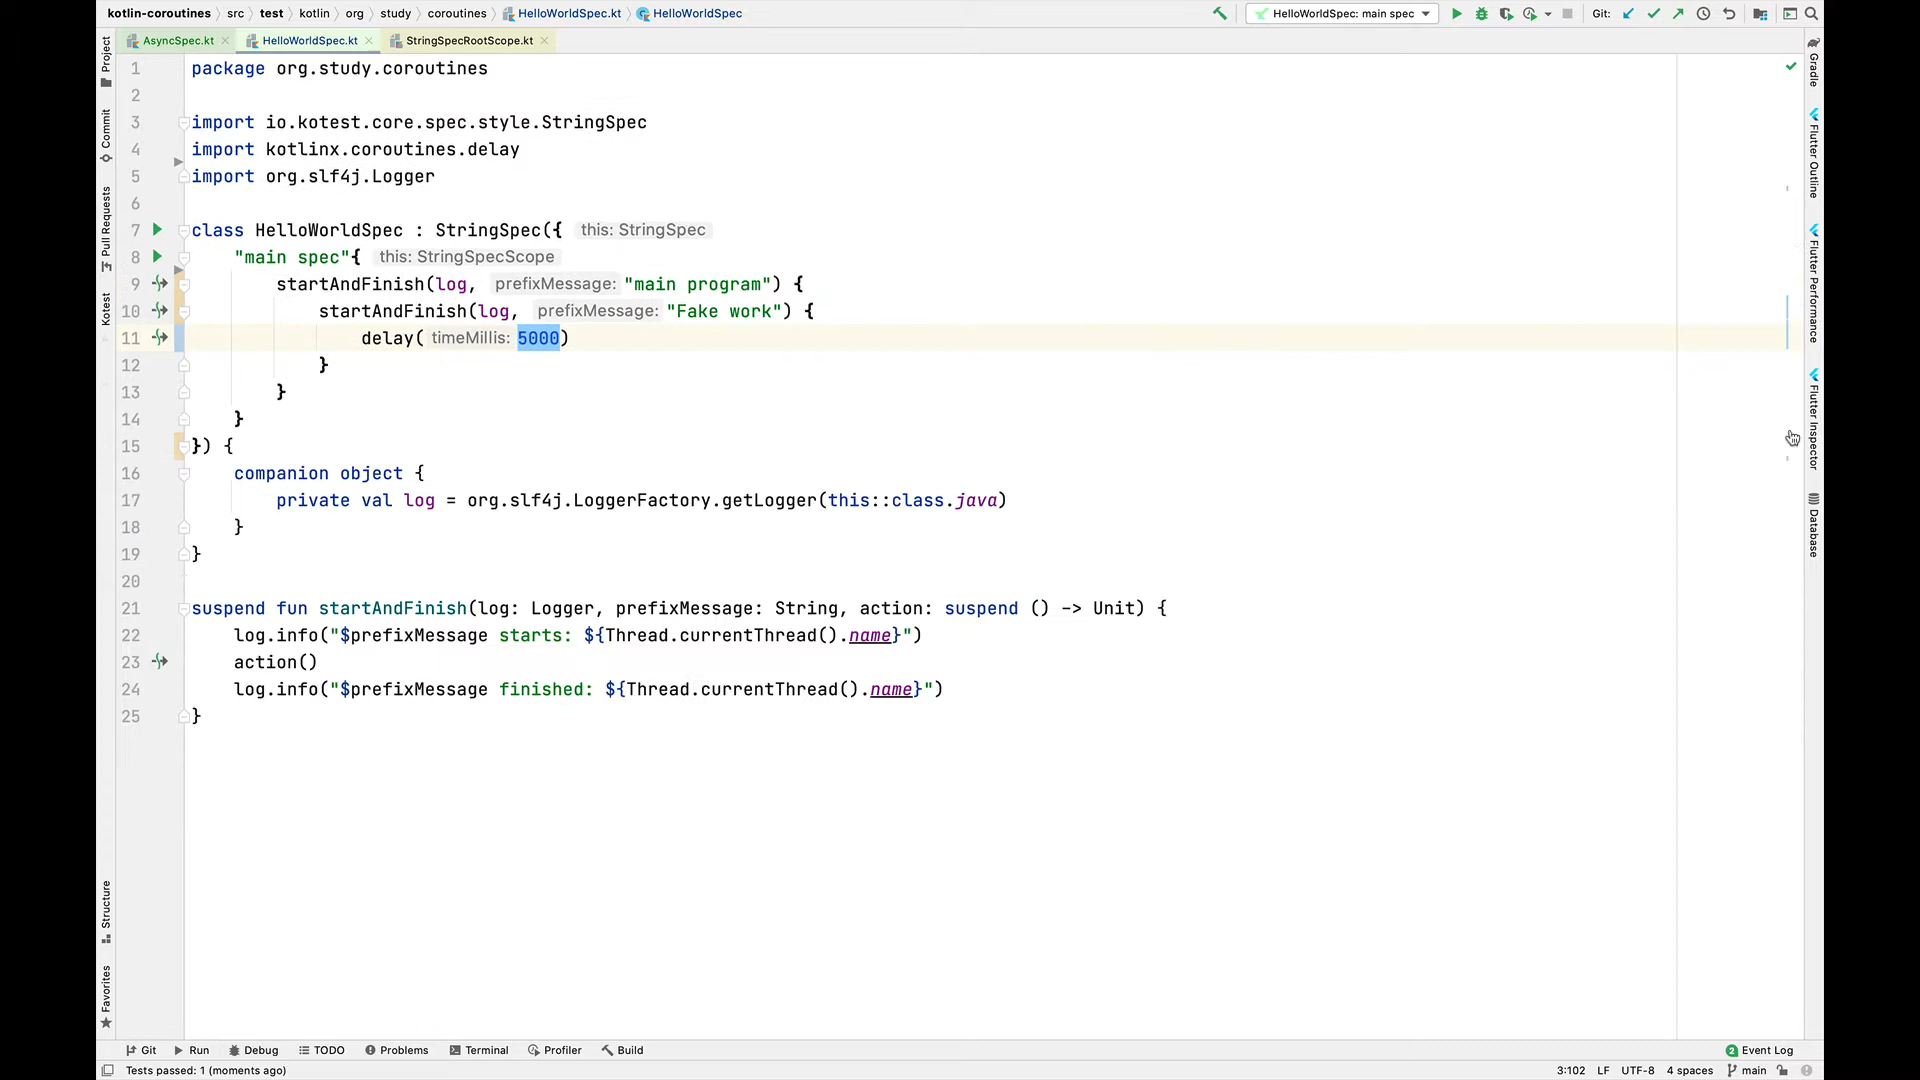 kotlin-coroutines › src › test › kotlin › org › study › coroutines › HelloWorldSpec.kt › HelloWorldSpec
HelloWorldSpec: main spec
Git:
AsyncSpec.kt
HelloWorldSpec.kt
StringSpecRootScope.kt
Project
Commit
Pull Requests
Kotest
Structure
Favorites
1 package org.study.coroutines
2
3 import io.kotest.core.spec.style.StringSpec
4 import kotlinx.coroutines.delay
5 import org.slf4j.Logger
6
7 class HelloWorldSpec : StringSpec({ this: StringSpec
8 "main spec"{ this: StringSpecScope
9 startAndFinish(log, prefixMessage: "main program") {
10 startAndFinish(log, prefixMessage: "Fake work") {
11 delay( timeMillis: 5000)
12 }
13 }
14 }
15 }) {
16 companion object {
17 private val log = org.slf4j.LoggerFactory.getLogger(this::class.java)
18 }
19 }
20
21 suspend fun startAndFinish(log: Logger, prefixMessage: String, action: suspend () -> Unit) {
22 log.info("$prefixMessage starts: ${Thread.currentThread().name}")
23 action()
24 log.info("$prefixMessage finished: ${Thread.currentThread().name}")
25 }
Gradle
Flutter Outline
Flutter Performance
Flutter Inspector
Database
Git
Run
Debug
TODO
Problems
Terminal
Profiler
Build
2 Event Log
Tests passed: 1 (moments ago)
3:102
LF
UTF-8
4 spaces
main